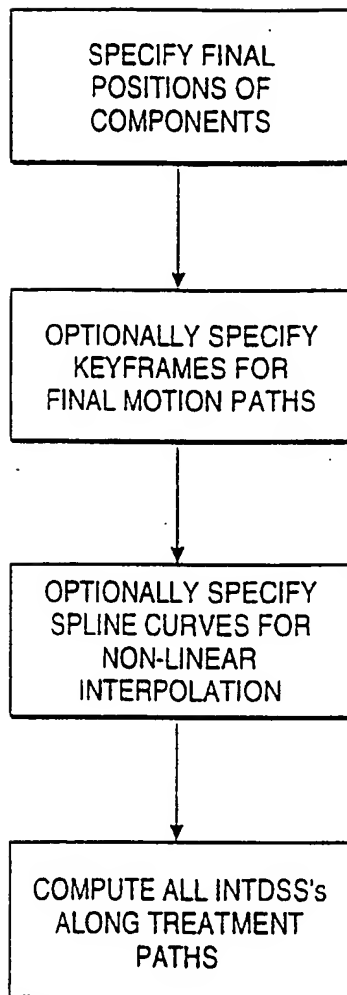 SPECIFY FINAL
POSITIONS OF
COMPONENTS
OPTIONALLY SPECIFY
KEYFRAMES FOR
FINAL MOTION PATHS
OPTIONALLY SPECIFY
SPLINE CURVES FOR
NON-LINEAR
INTERPOLATION
COMPUTE ALL INTDSS's
ALONG TREATMENT
PATHS